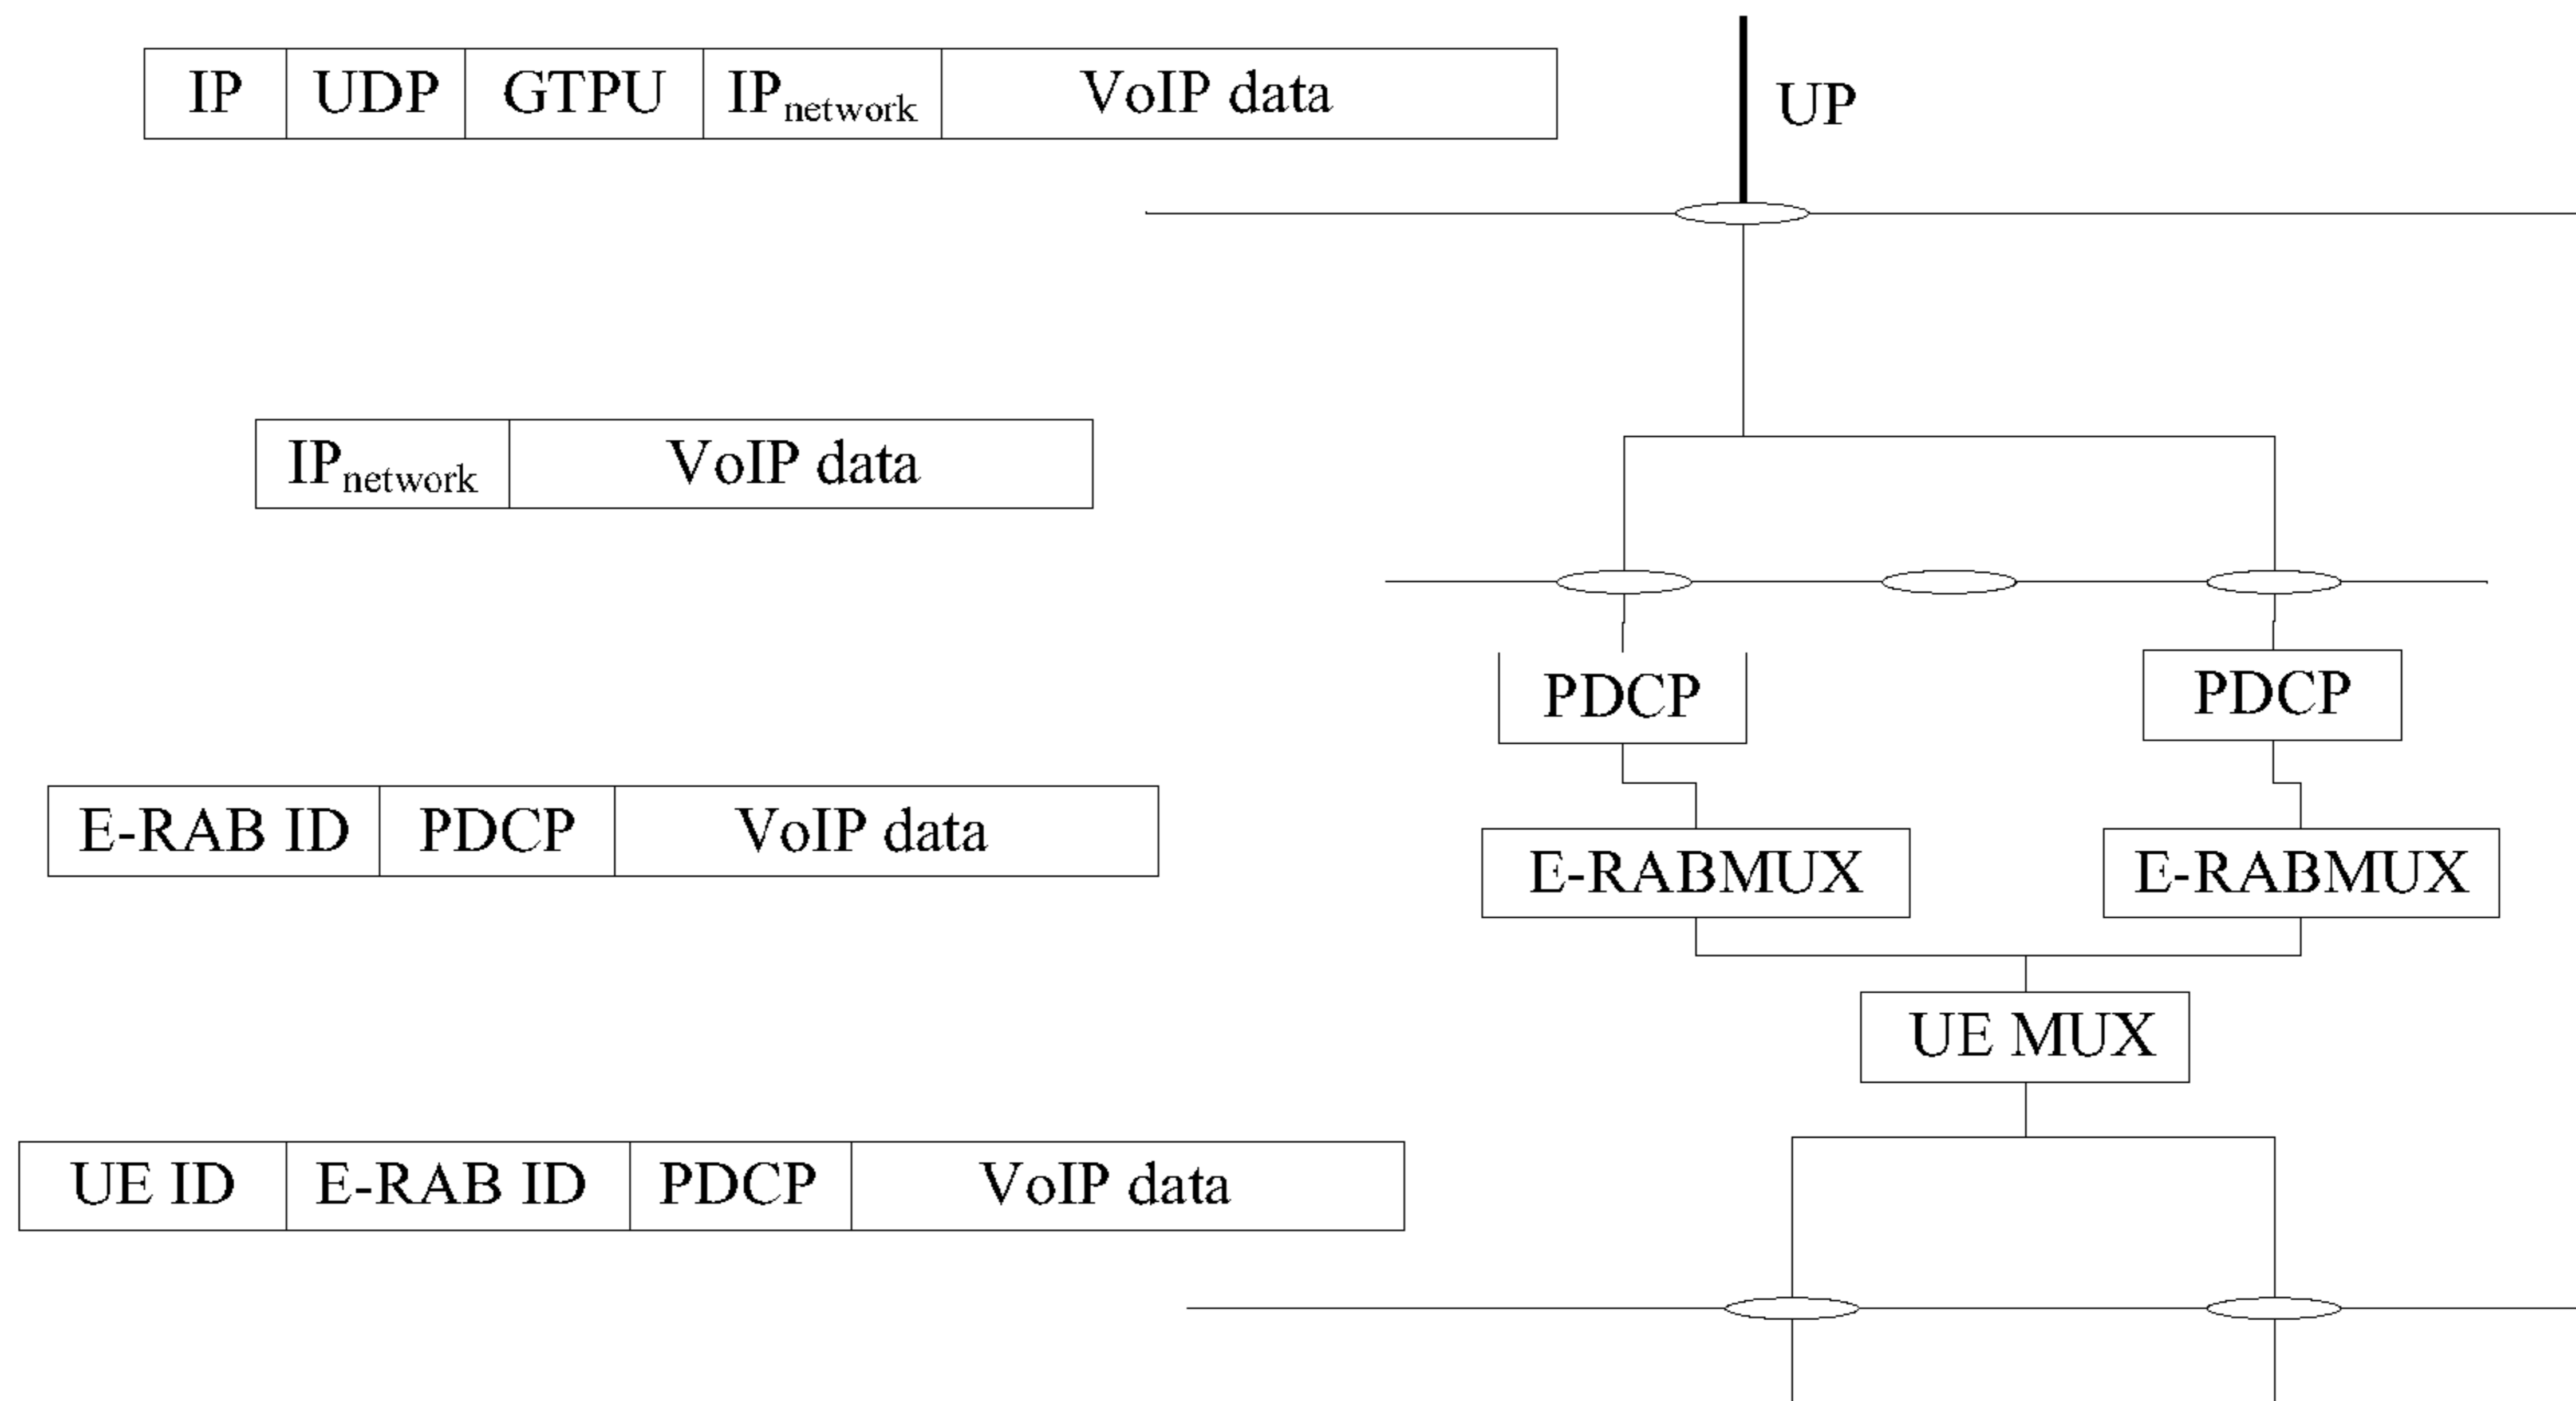 IP UDP GTPU IPnetwork VoIP data
UP
IPnetwork VoIP data
PDCP PDCP
E-RAB ID PDCP VoIP data
E-RABMUX E-RABMUX
UE MUX
UE ID E-RAB ID PDCP VoIP data